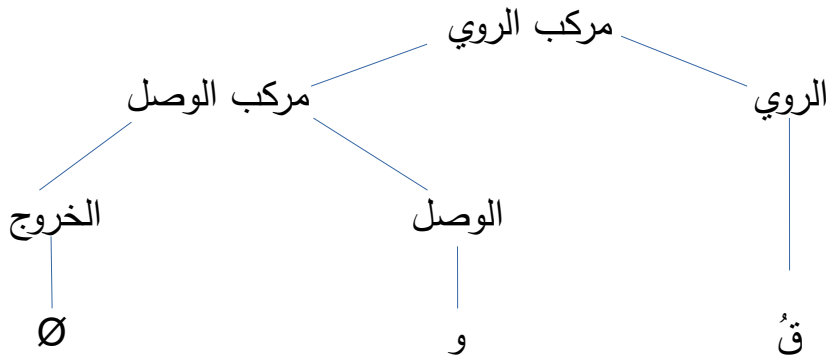 مركب الروي
الروي
مركب الوصل
الوصل
الخروج
قُ
و
Ø